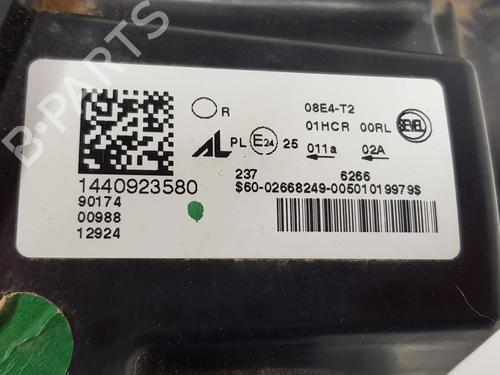 R
08E4-T2
01HCR 00RL
SEVEL
AL PL E24 25 011a 02A
237 6266
$60-02668249-00501019979$
1440923580
90174
00988
12924
B-PARTS